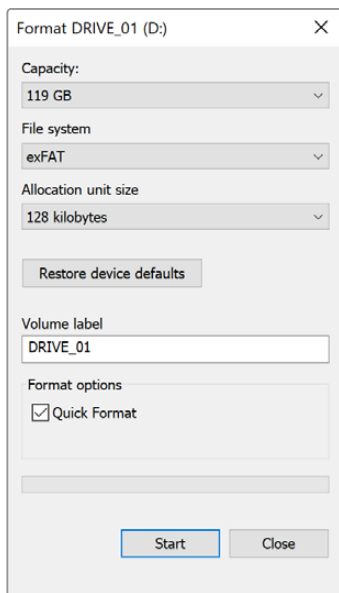 Format DRIVE_01 (D:)
Capacity:
119 GB
File system
exFAT
Allocation unit size
128 kilobytes
Restore device defaults
Volume label
DRIVE_01
Format options
Quick Format
Start Close